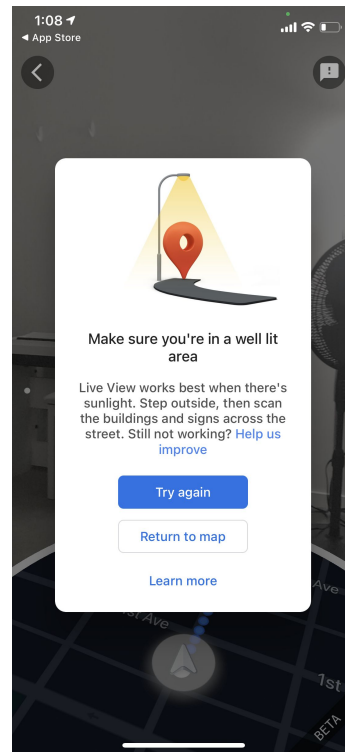 1:08
◀ App Store
Make sure you're in a well lit
area
Live View works best when there's
sunlight. Step outside, then scan
the buildings and signs across the
street. Still not working? Help us
improve
Try again
Return to map
Learn more
Ave
1st Ave
1st
BETA